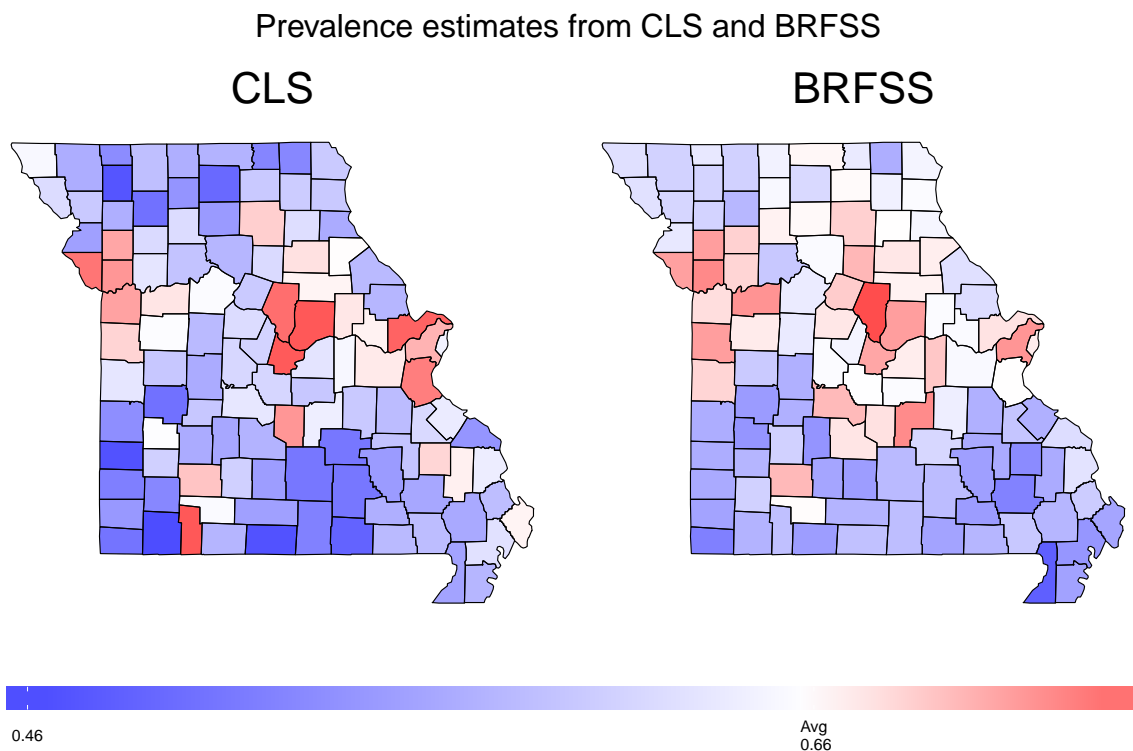 Prevalence estimates from CLS and BRFSS
CLS
BRFSS
0.46
Avg
0.66